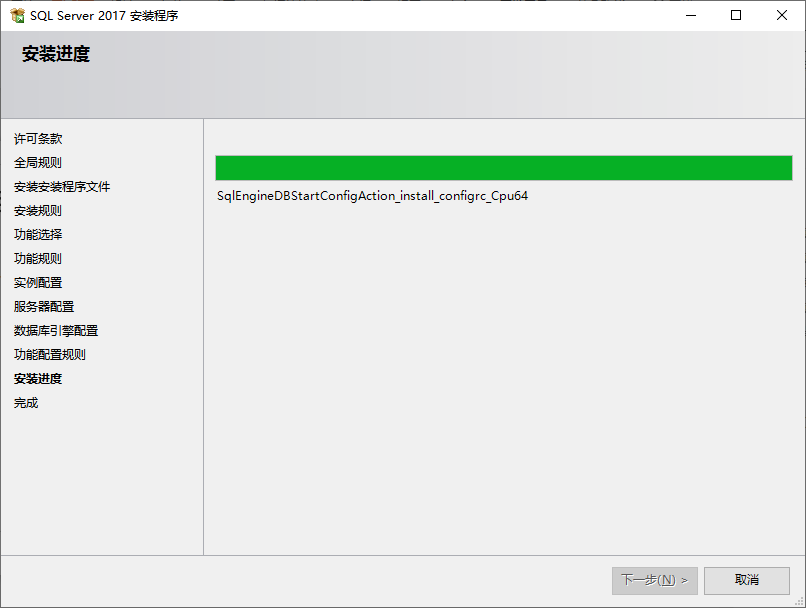 SQL Server 2017 安装程序
安装进度
许可条款
全局规则
安装安装程序文件
安装规则
功能选择
功能规则
实例配置
服务器配置
数据库引擎配置
功能配置规则
安装进度
完成
SqlEngineDBStartConfigAction_install_configrc_Cpu64
下一步(N) >
取消